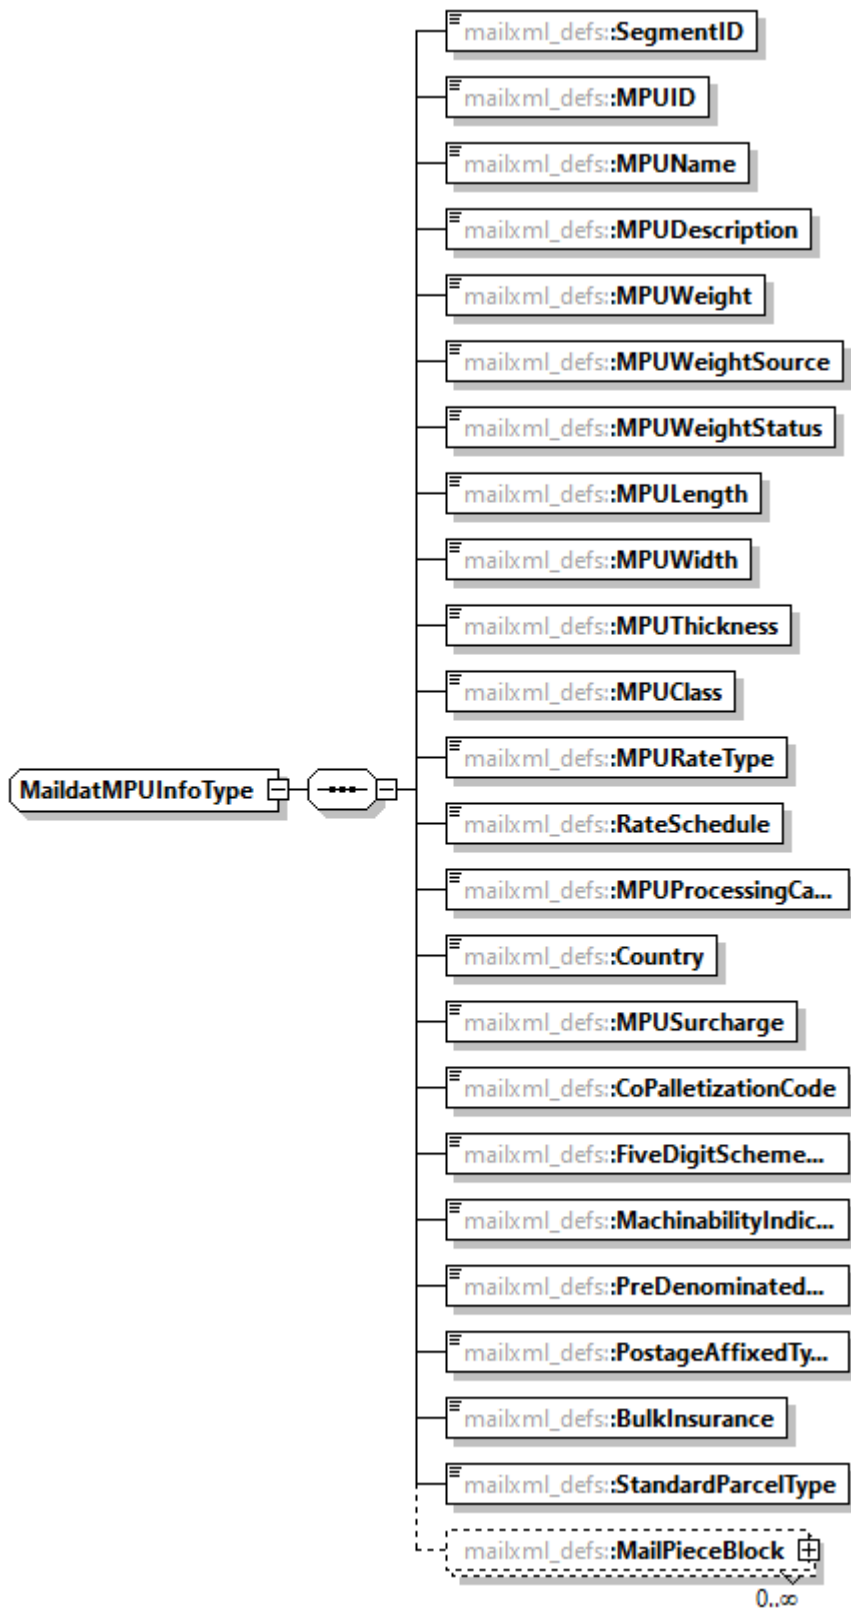 mailxml_defs::SegmentID
mailxml_defs::MPUID
mailxml_defs::MPUName
mailxml_defs::MPUDescription
mailxml_defs::MPUWeight
mailxml_defs::MPUWeightSource
mailxml_defs::MPUWeightStatus
mailxml_defs::MPULength
mailxml_defs::MPUWidth
mailxml_defs::MPUThickness
mailxml_defs::MPUClass
mailxml_defs::MPURateType
MaildatMPUInfoType
mailxml_defs::RateSchedule
mailxml_defs::MPUProcessingCa...
mailxml_defs::Country
mailxml_defs::MPUSurcharge
mailxml_defs::CoPalletizationCode
mailxml_defs::FiveDigitScheme...
mailxml_defs::MachinabilityIndic...
mailxml_defs::PreDenominated...
mailxml_defs::PostageAffixedTy...
mailxml_defs::BulkInsurance
mailxml_defs::StandardParcelType
mailxml_defs::MailPieceBlock
0..∞